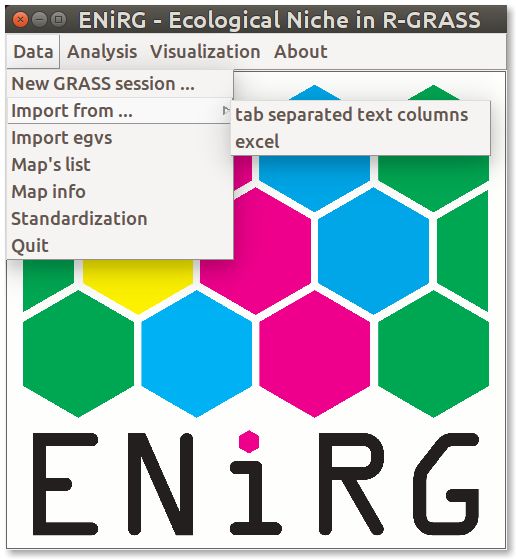 ENiRG - Ecological Niche in R-GRASS
Data Analysis Visualization About
New GRASS session ...
Import from ...
tab separated text columns
excel
Import egvs
Map's list
Map info
Standardization
Quit
ENiRG